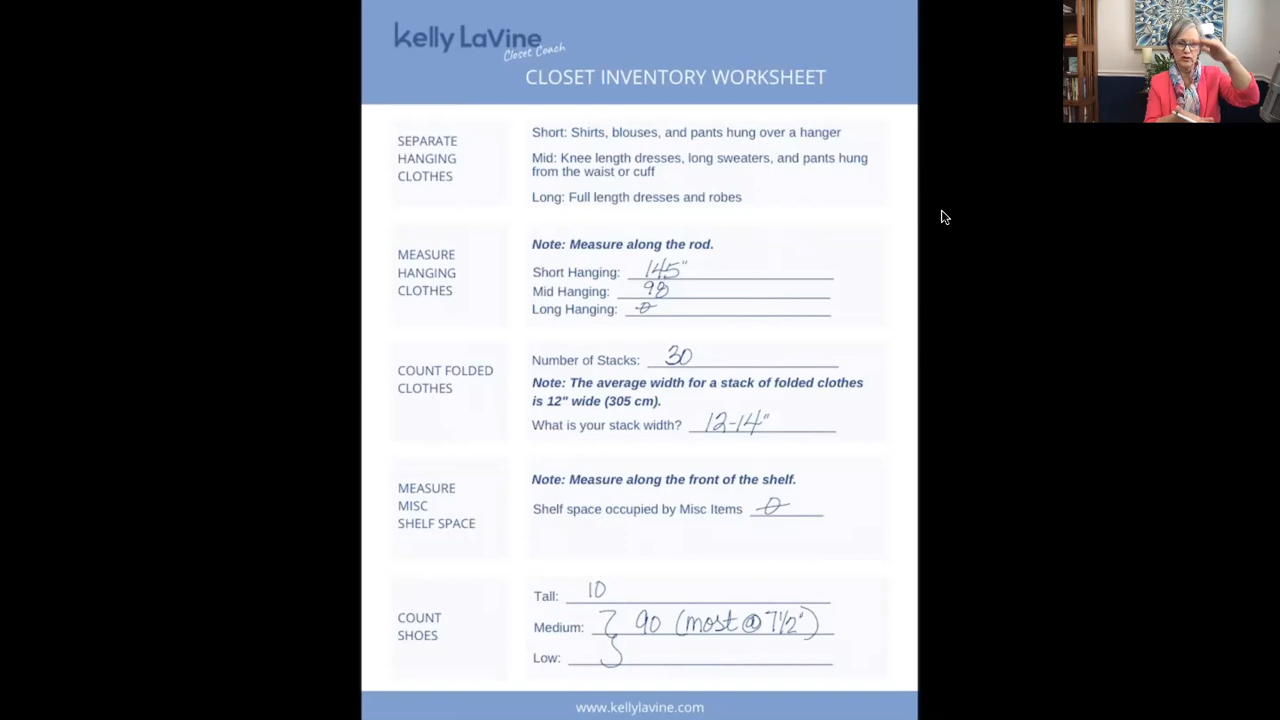 Kelly LaVine
Closet Coach
CLOSET INVENTORY WORKSHEET
SEPARATE
HANGING
CLOTHES
Short: Shirts, blouses, and pants hung over a hanger
Mid: Knee length dresses, long sweaters, and pants hung
from the waist or cuff
Long: Full length dresses and robes
MEASURE
HANGING
CLOTHES
Note: Measure along the rod.
Short Hanging: 145"
Mid Hanging: 98
Long Hanging: 0
COUNT FOLDED
CLOTHES
Number of Stacks: 30
Note: The average width for a stack of folded clothes
is 12" wide (305 cm).
What is your stack width? 12-14"
MEASURE
MISC
SHELF SPACE
Note: Measure along the front of the shelf.
Shelf space occupied by Misc Items 0
COUNT
SHOES
Tall: 10
Medium: 90 (most @ 7 1/2")
Low:
www.kellylavine.com